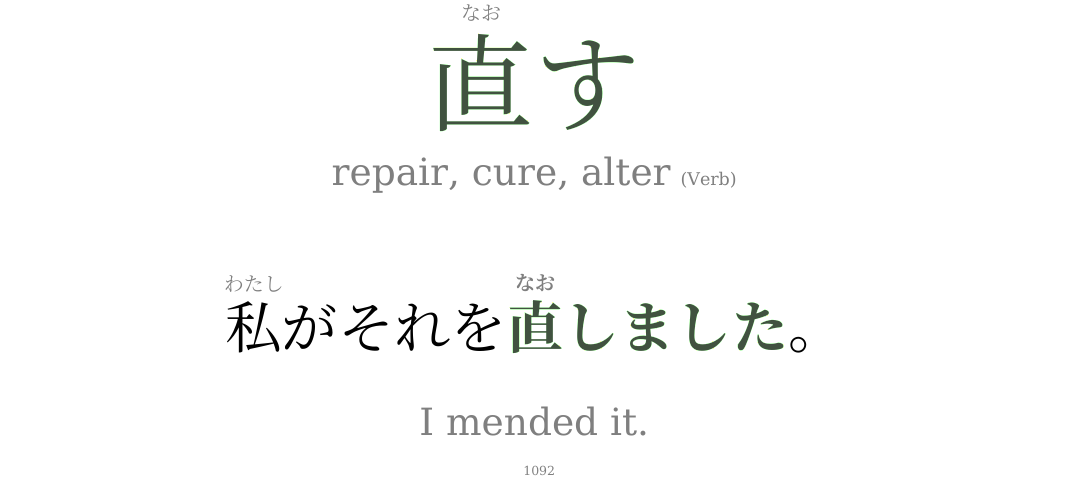 なお
直す
repair, cure, alter (Verb)
わたし なお
私がそれを直しました。
I mended it.
1092